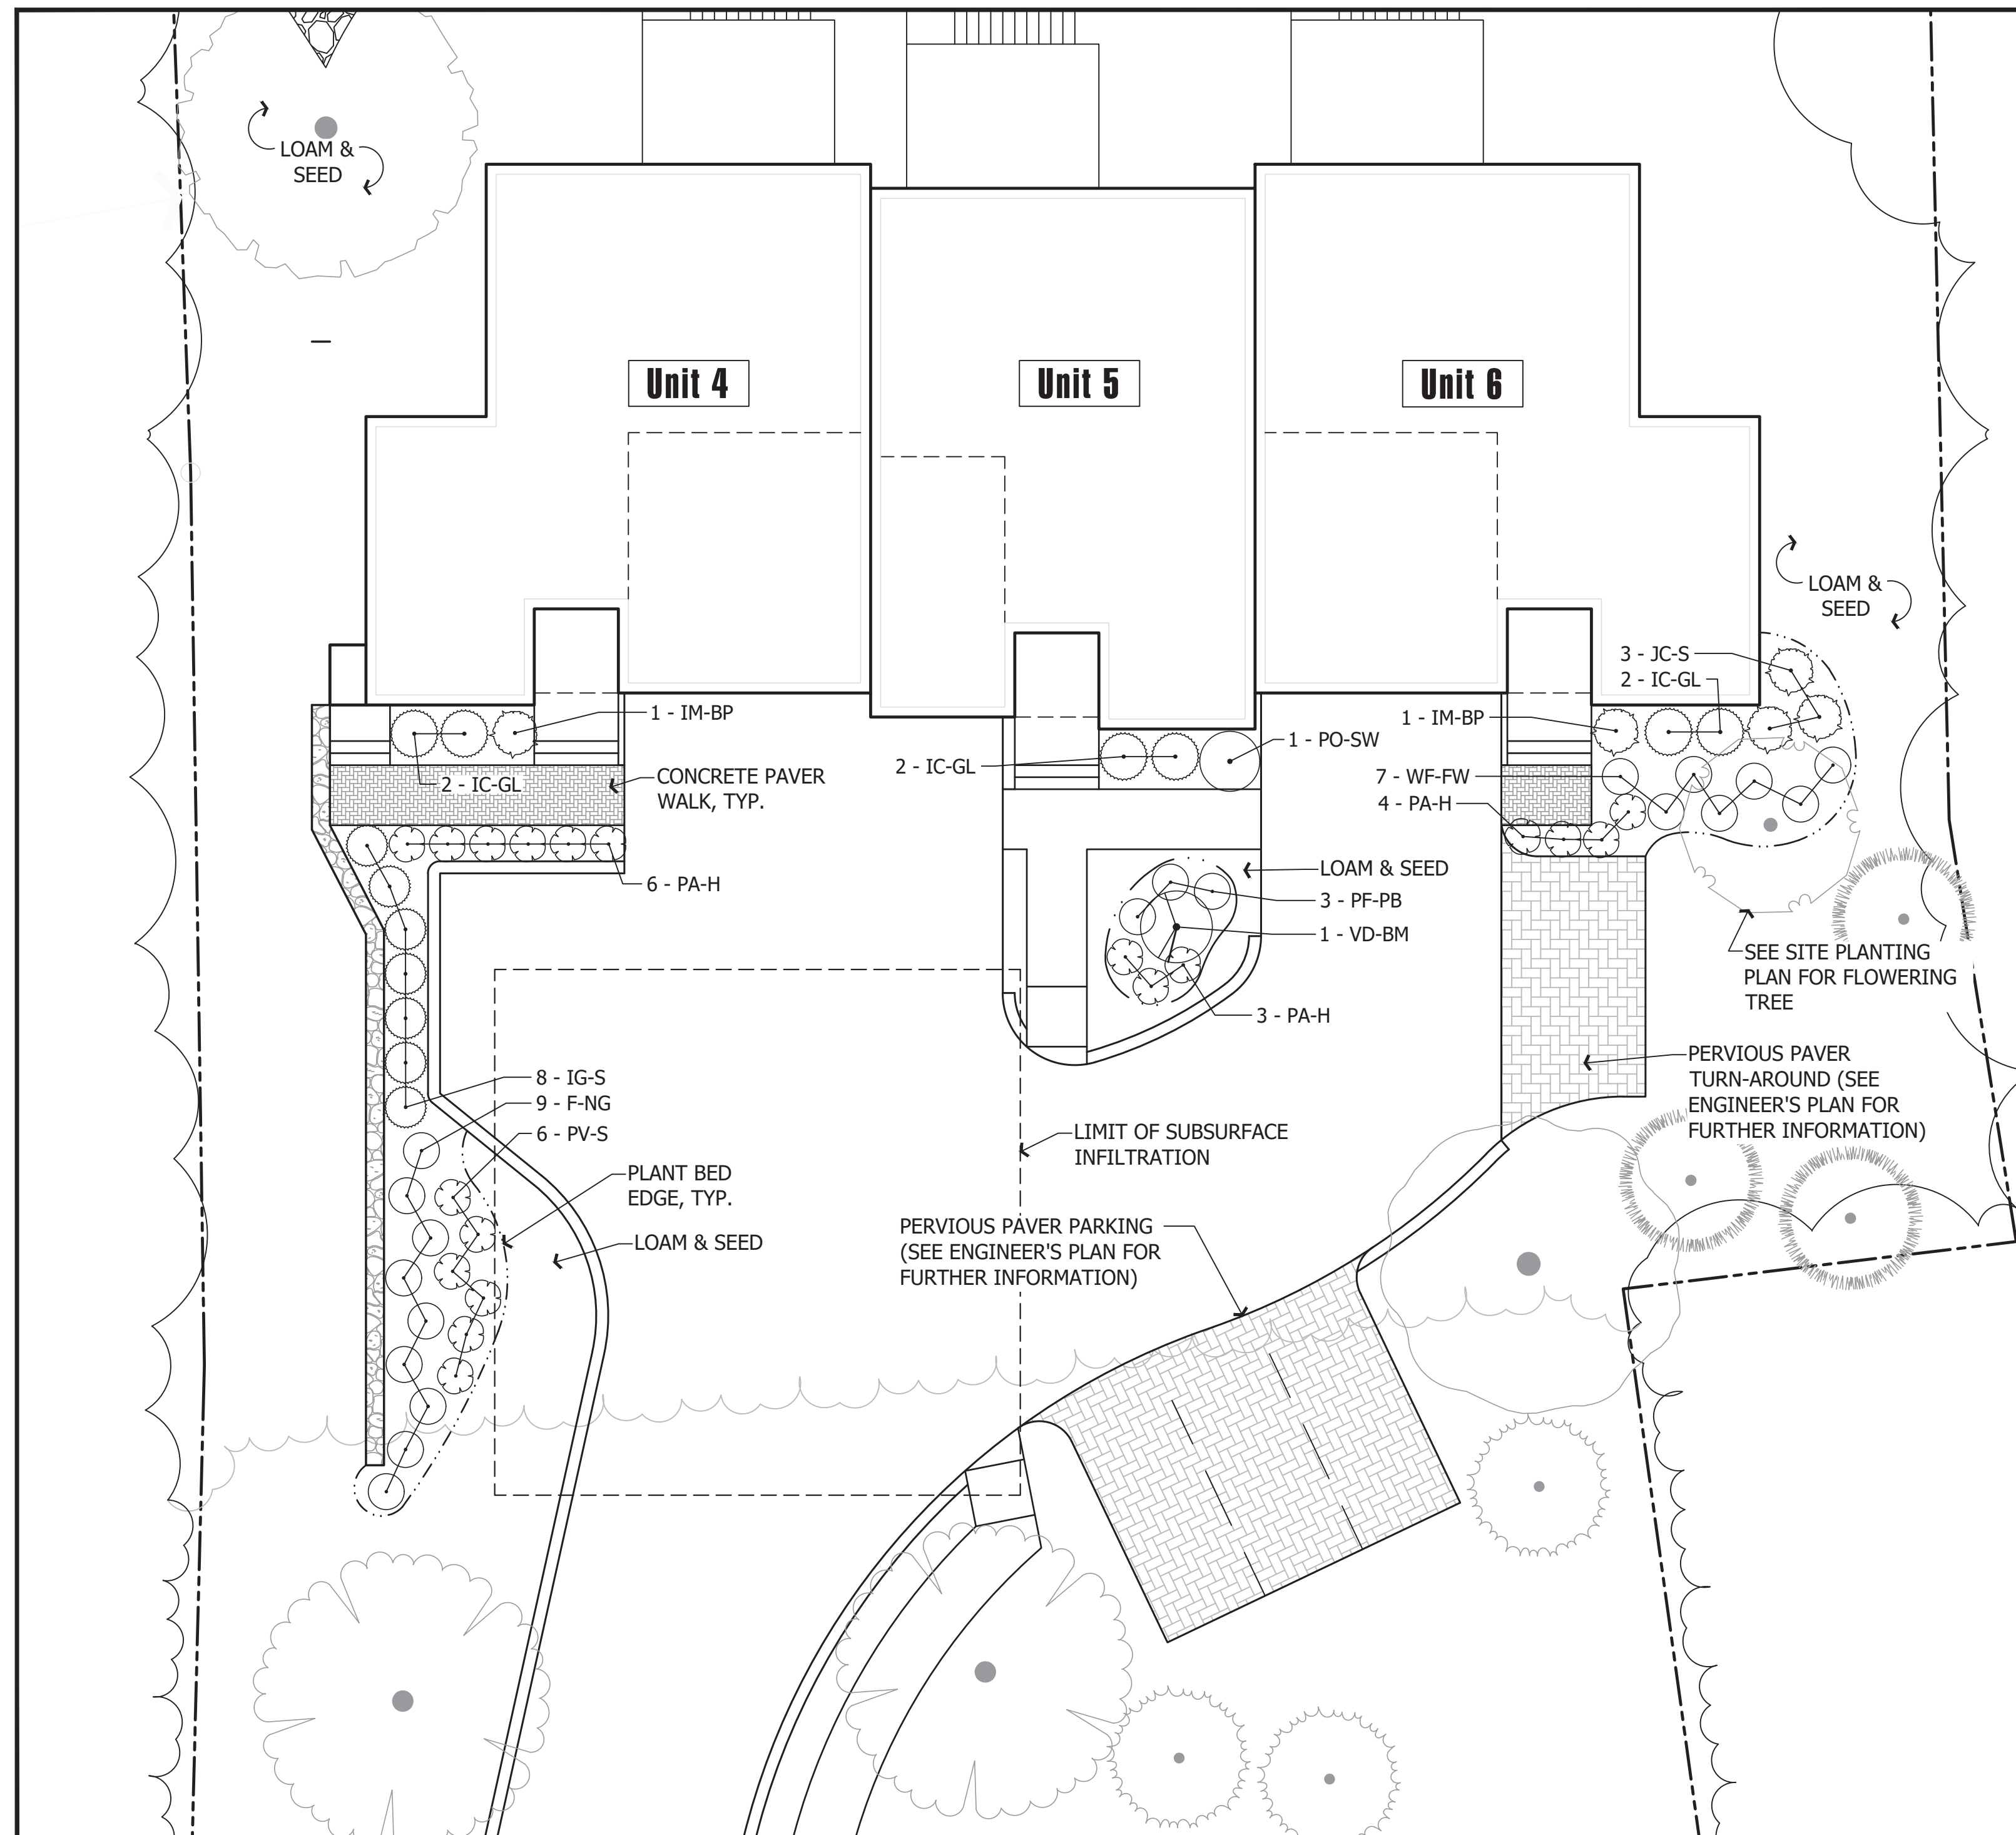 LOAM &
SEED
Unit 4
Unit 5
Unit 6
LOAM &
SEED
3 - JC-S
2 - IC-GL
1 - IM-BP
1 - IM-BP
1 - PO-SW
2 - IC-GL
7 - WF-FW
2 - IC-GL
CONCRETE PAVER
WALK, TYP.
4 - PA-H
6 - PA-H
LOAM & SEED
3 - PF-PB
1 - VD-BM
SEE SITE PLANTING
PLAN FOR FLOWERING
TREE
3 - PA-H
PERVIOUS PAVER
TURN-AROUND (SEE
ENGINEER'S PLAN FOR
FURTHER INFORMATION)
8 - IG-S
9 - F-NG
6 - PV-S
LIMIT OF SUBSURFACE
INFILTRATION
PLANT BED
EDGE, TYP.
LOAM & SEED
PERVIOUS PAVER PARKING
(SEE ENGINEER'S PLAN FOR
FURTHER INFORMATION)